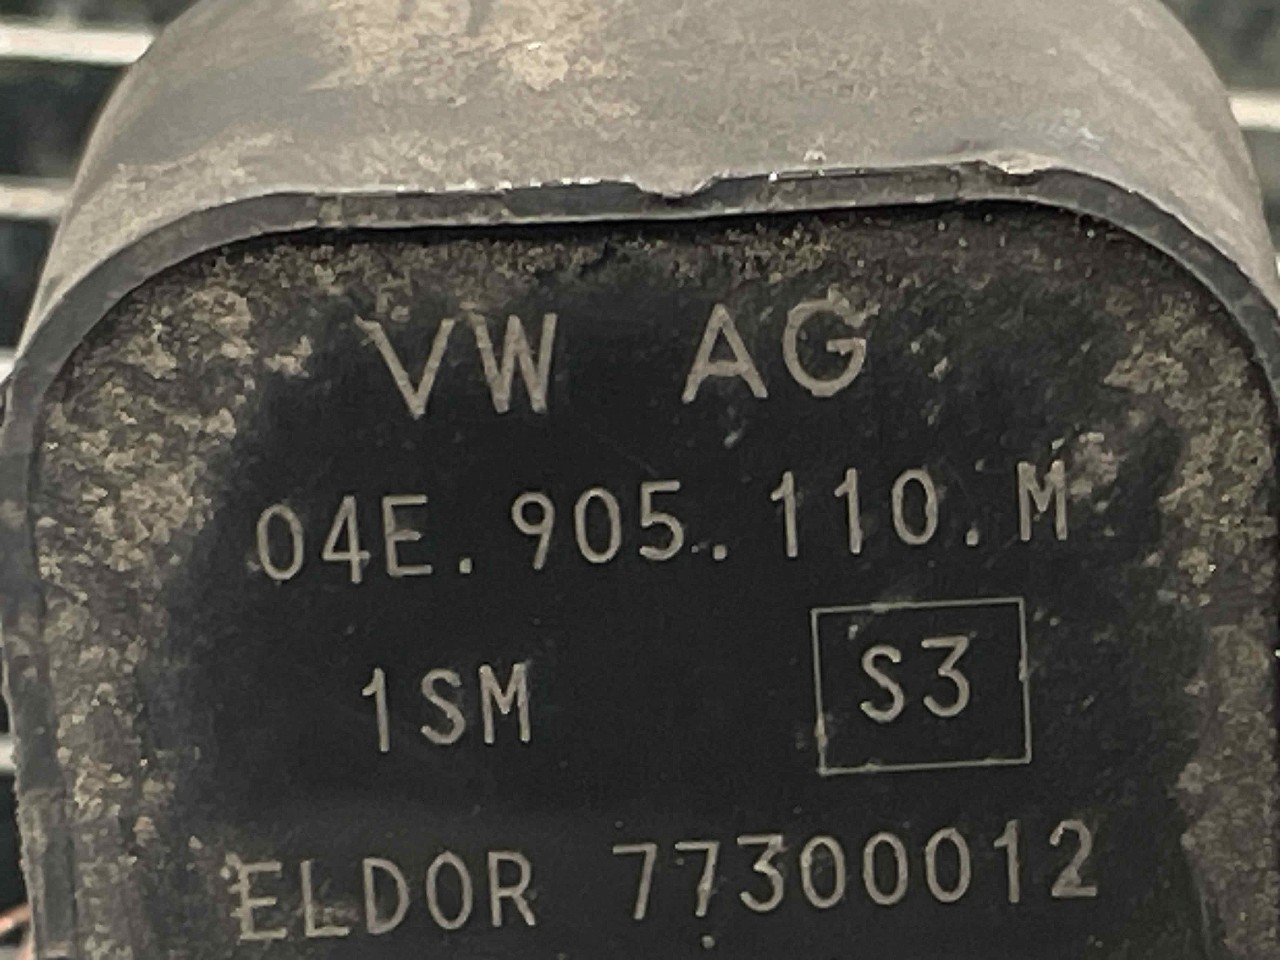 VW AG
04E.905.110.M
1SM S3
ELDOR 77300012